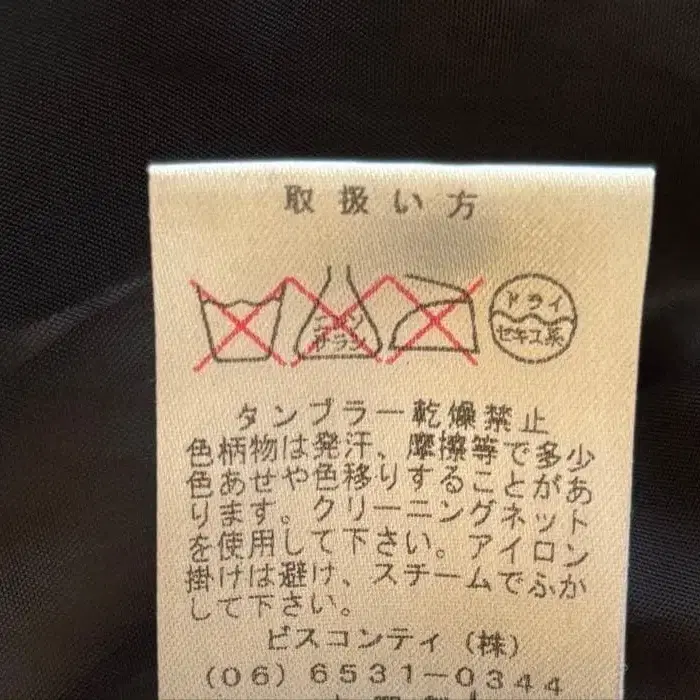 取扱い方
ドライ
セキユ系
タンブラー乾燥禁止
色柄物は発汗、摩擦等で多少
色あせや色移りすることがあ
ります。クリーニングネット
を使用して下さい。アイロン
掛けは避け、スチームでふか
して下さい。
ビスコンティ(株)
(06)6531-0344